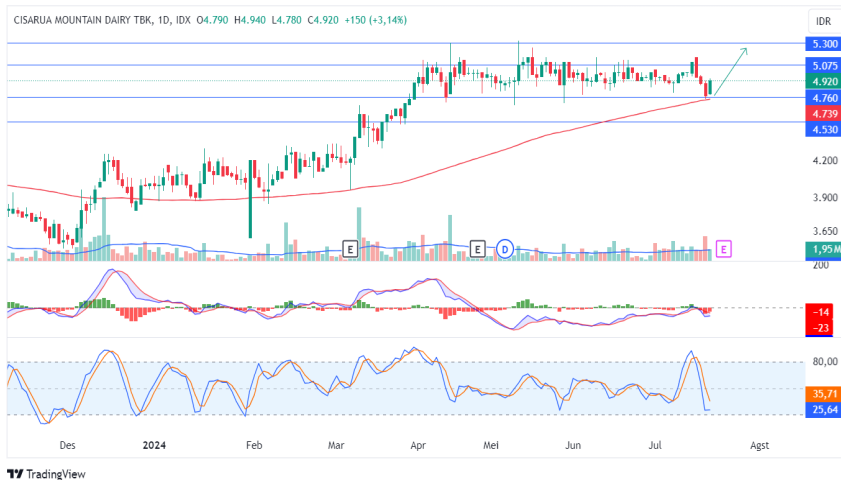 CISARUA MOUNTAIN DAIRY TBK, 1D, IDX O4.790 H4.940 L4.780 C4.920 +150 (+3,14%)
IDR
5.300
5.075
4.920
4.760
4.739
4.530
4.200
3.900
3.650
E E D E
1,95M
200
−14
−23
80,00
35,71
25,64
Des 2024 Feb Mar Apr Mei Jun Jul Agst
TradingView